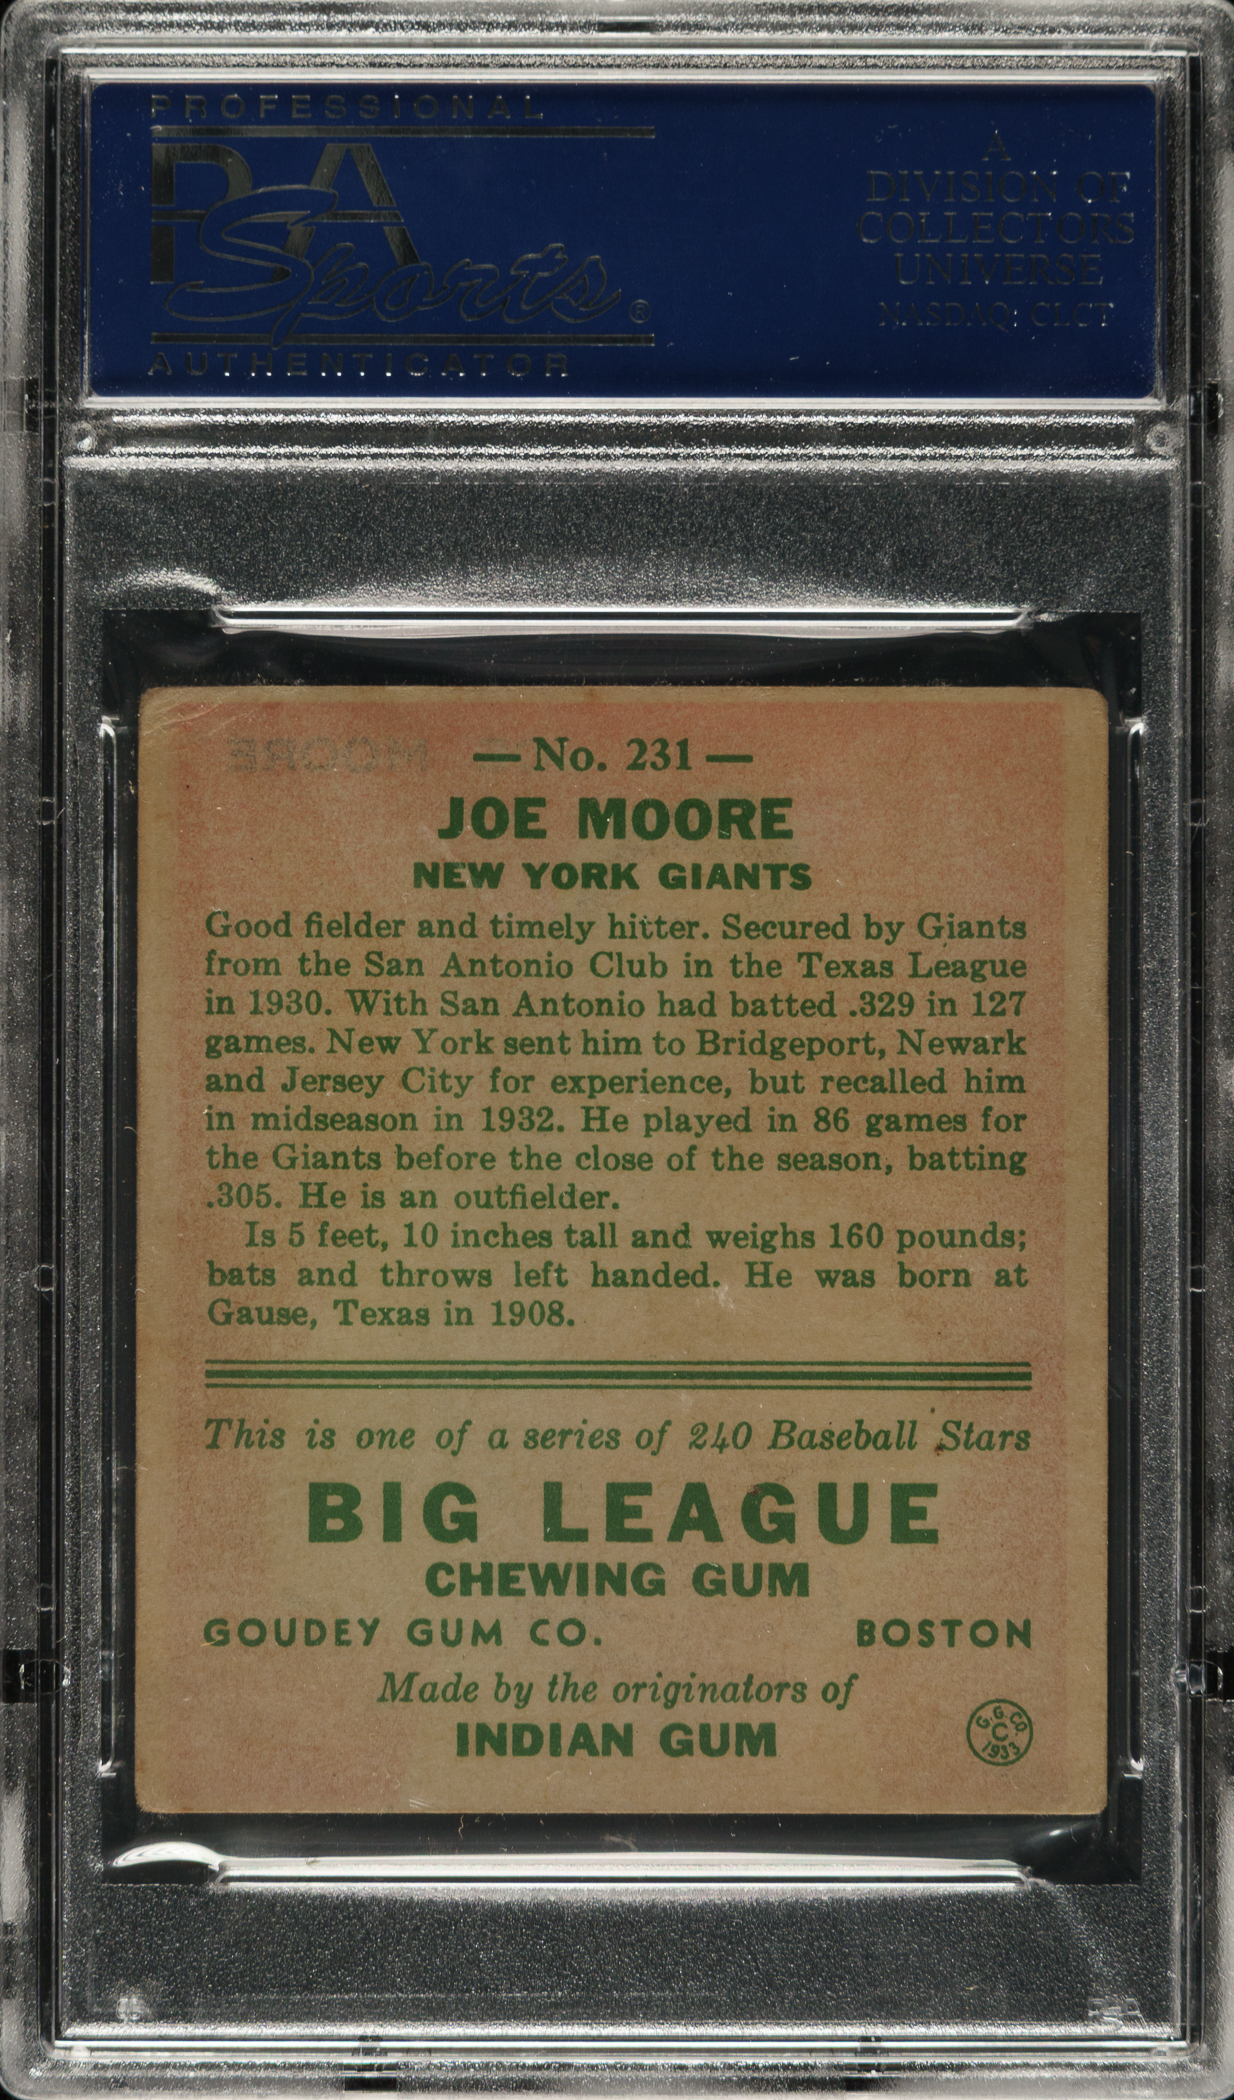 PROFESSIONAL
PSA
Sports®
AUTHENTICATOR
A
DIVISION OF
COLLECTORS
UNIVERSE
NASDAQ: CLCT
— No. 231 —
JOE MOORE
NEW YORK GIANTS
Good fielder and timely hitter. Secured by Giants
from the San Antonio Club in the Texas League
in 1930. With San Antonio had batted .329 in 127
games. New York sent him to Bridgeport, Newark
and Jersey City for experience, but recalled him
in midseason in 1932. He played in 86 games for
the Giants before the close of the season, batting
.305. He is an outfielder.
Is 5 feet, 10 inches tall and weighs 160 pounds;
bats and throws left handed. He was born at
Gause, Texas in 1908.
This is one of a series of 240 Baseball Stars
BIG LEAGUE
CHEWING GUM
GOUDEY GUM CO. BOSTON
Made by the originators of
INDIAN GUM
G. G. CO.
C
1933